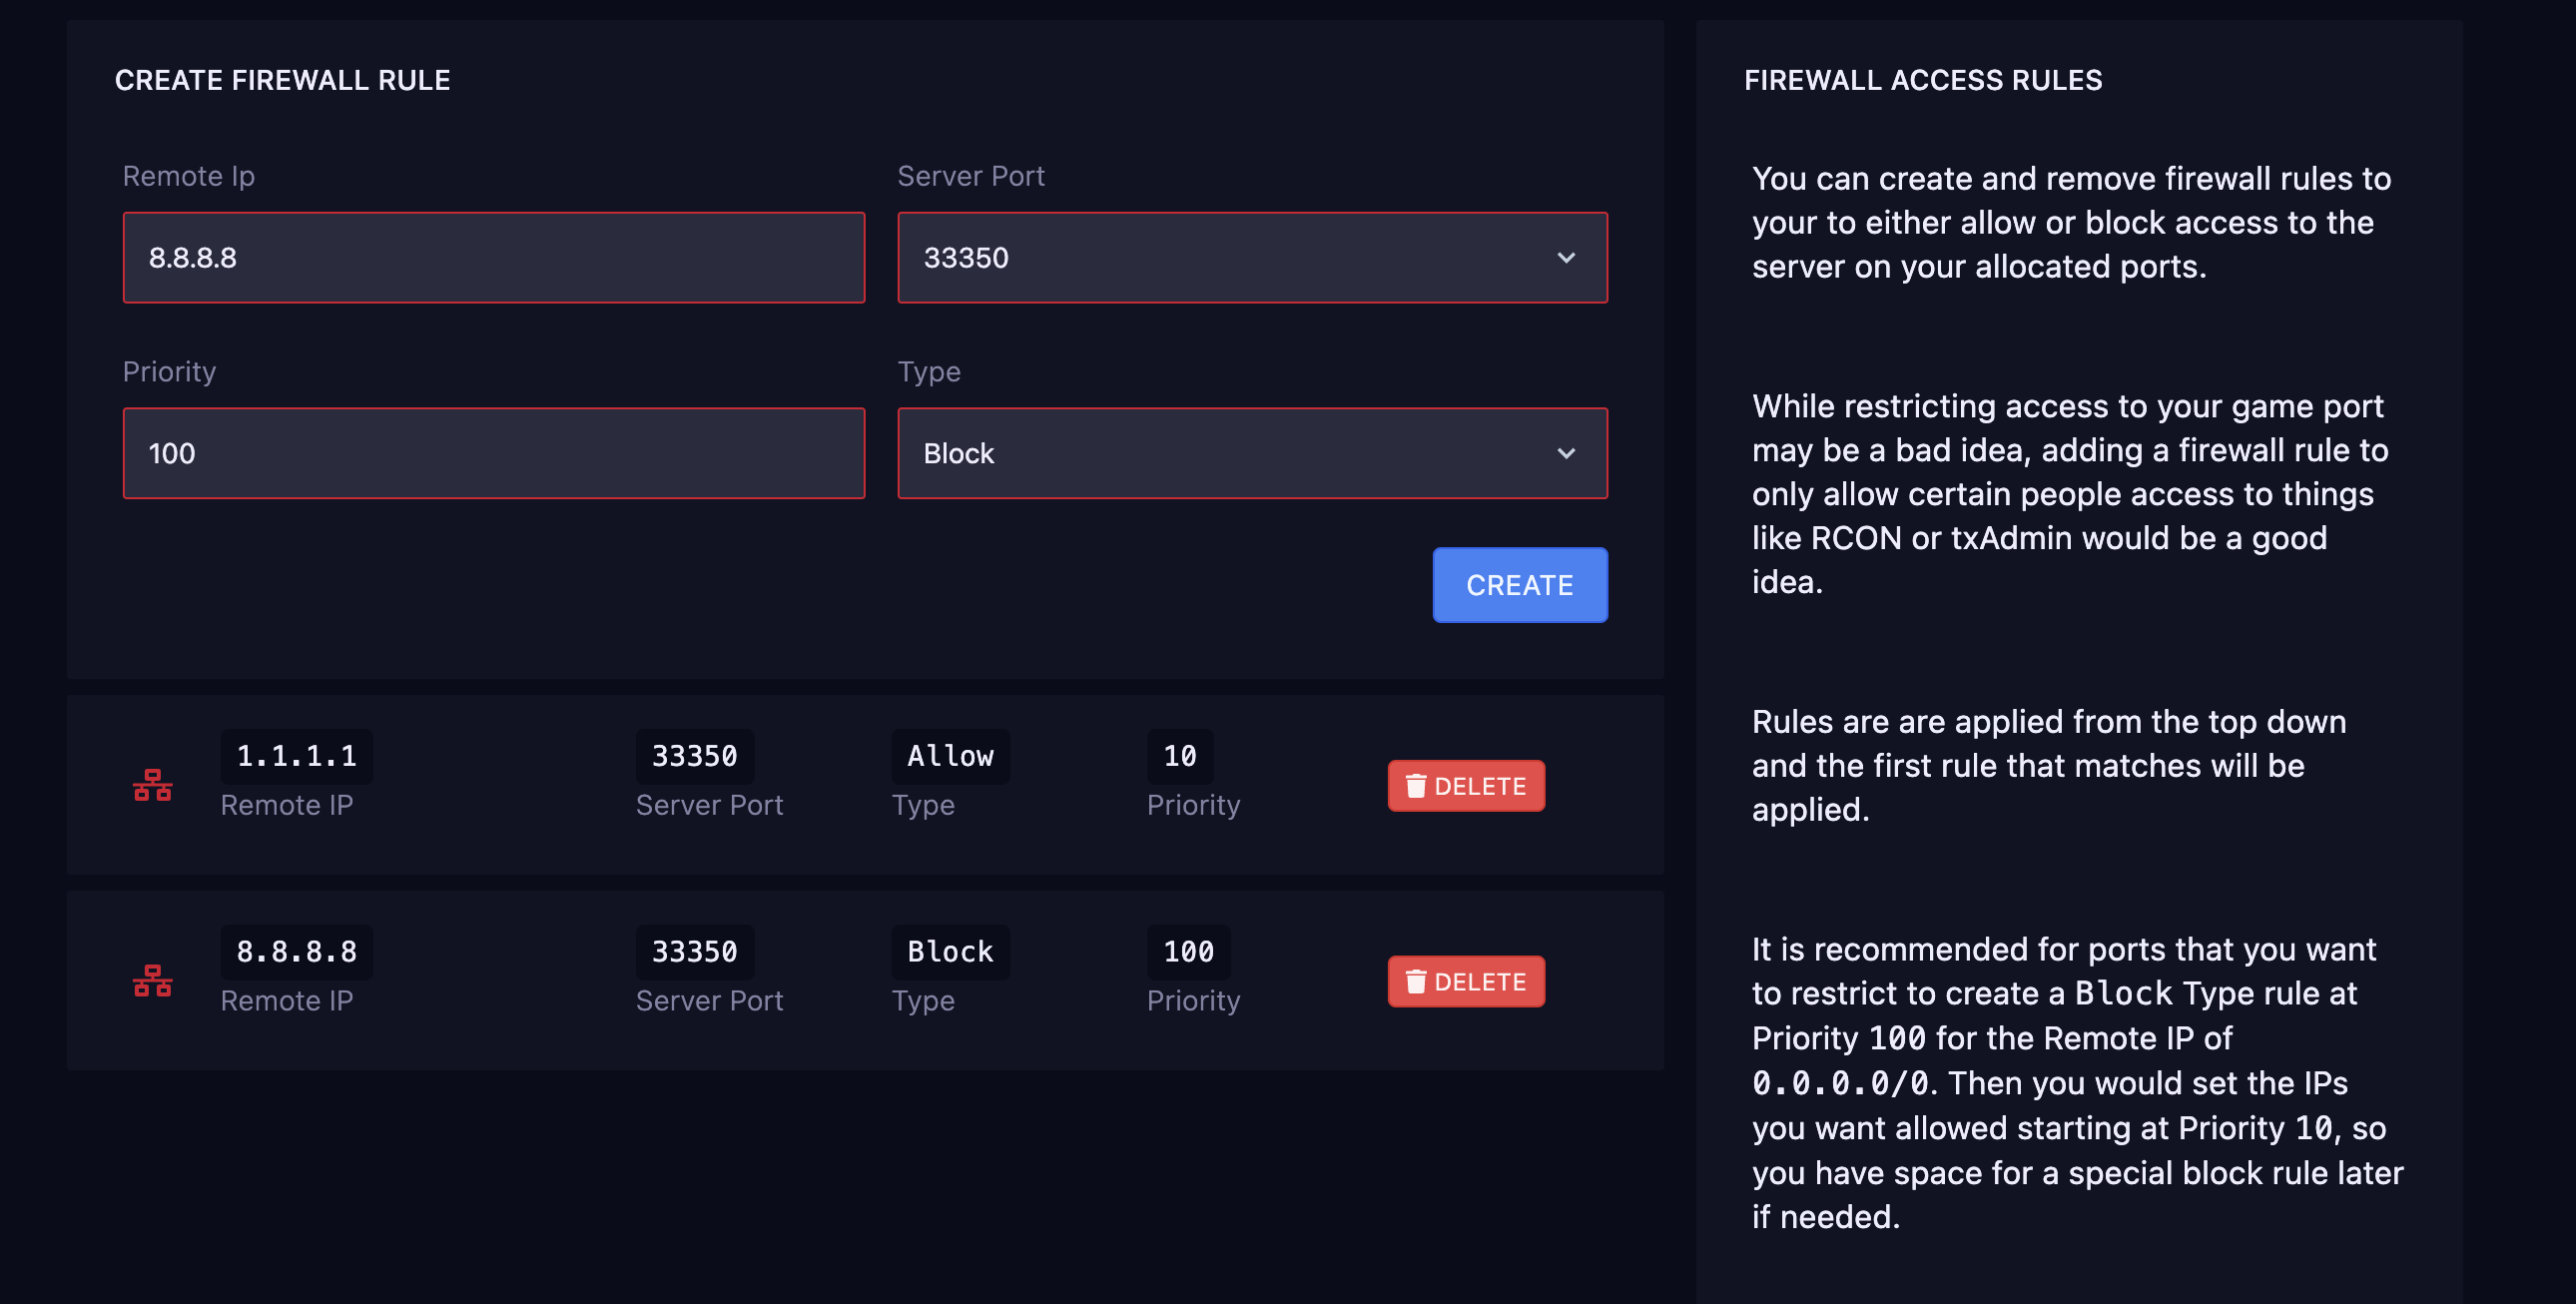 CREATE FIREWALL RULE
Remote Ip
Server Port
8.8.8.8
33350
Priority
Type
100
Block
CREATE
1.1.1.1
33350
Allow
10
Remote IP
Server Port
Type
Priority
DELETE
8.8.8.8
33350
Block
100
Remote IP
Server Port
Type
Priority
DELETE
FIREWALL ACCESS RULES
You can create and remove firewall rules to
your to either allow or block access to the
server on your allocated ports.
While restricting access to your game port
may be a bad idea, adding a firewall rule to
only allow certain people access to things
like RCON or txAdmin would be a good
idea.
Rules are are applied from the top down
and the first rule that matches will be
applied.
It is recommended for ports that you want
to restrict to create a Block Type rule at
Priority 100 for the Remote IP of
0.0.0.0/0. Then you would set the IPs
you want allowed starting at Priority 10, so
you have space for a special block rule later
if needed.